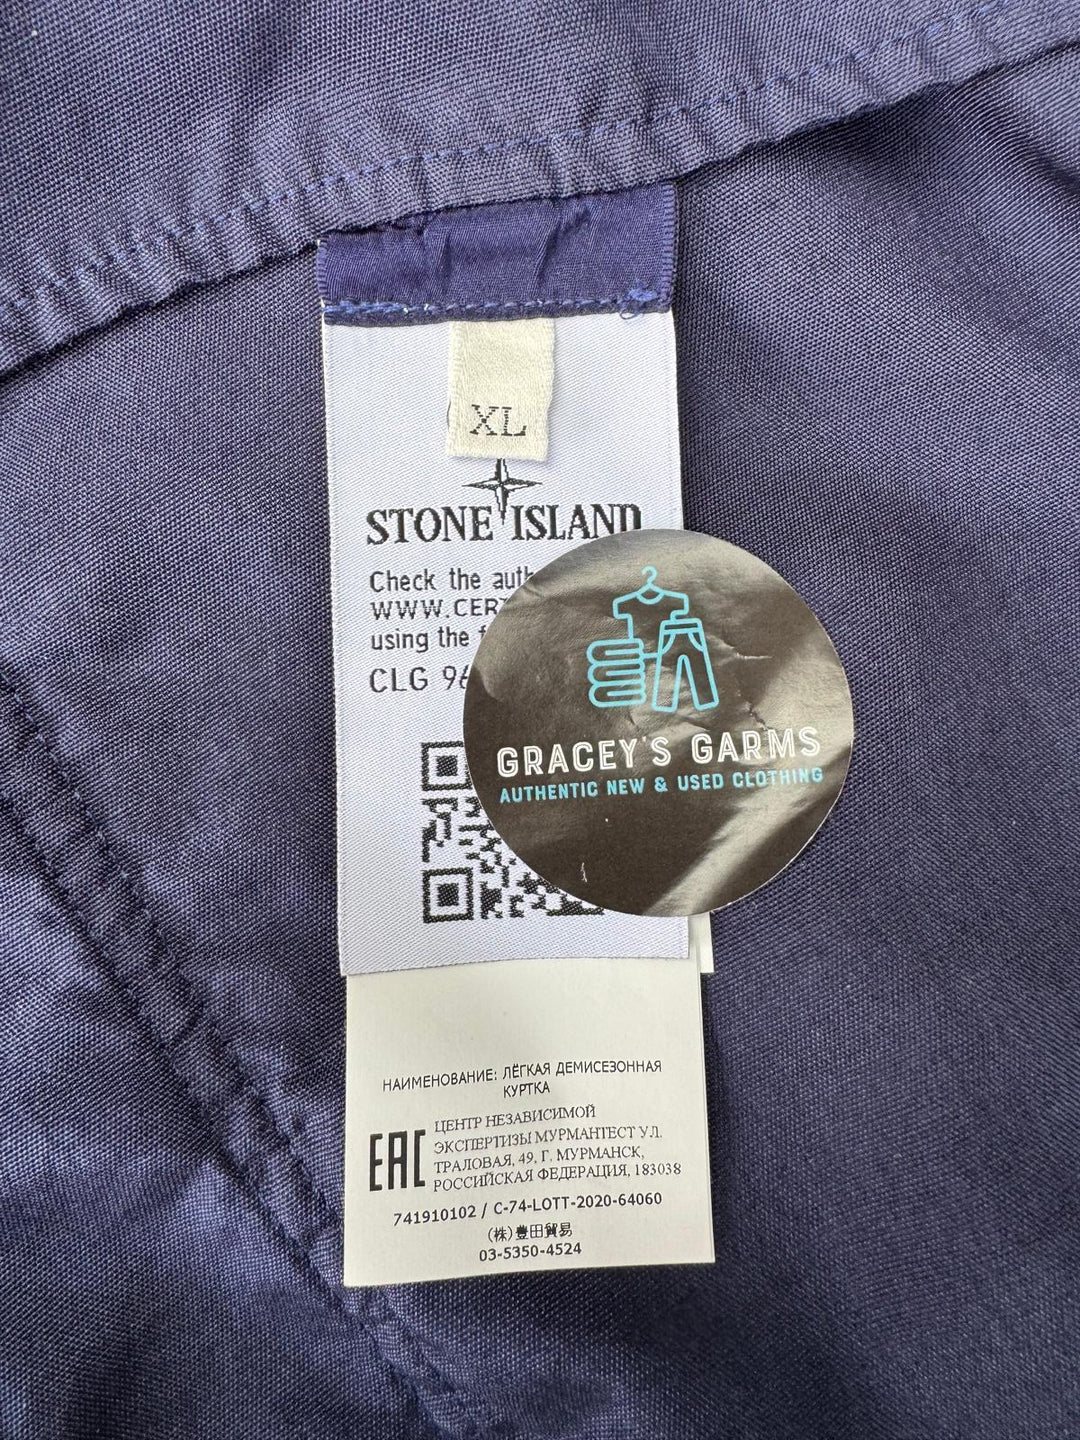 XL
STONE ISLAND
Check the auth
WWW.CERT
using the f
CLG 96
GRACEY'S GARMS
AUTHENTIC NEW & USED CLOTHING
НАИМЕНОВАНИЕ: ЛЁГКАЯ ДЕМИСЕЗОННАЯ
КУРТКА
EAC
ЦЕНТР НЕЗАВИСИМОЙ
ЭКСПЕРТИЗЫ МУРМАНТЕСТ УЛ.
ТРАЛОВАЯ, 49, Г. МУРМАНСК,
РОССИЙСКАЯ ФЕДЕРАЦИЯ, 183038
741910102 / C-74-LOTT-2020-64060
(株)豊田貿易
03-5350-4524